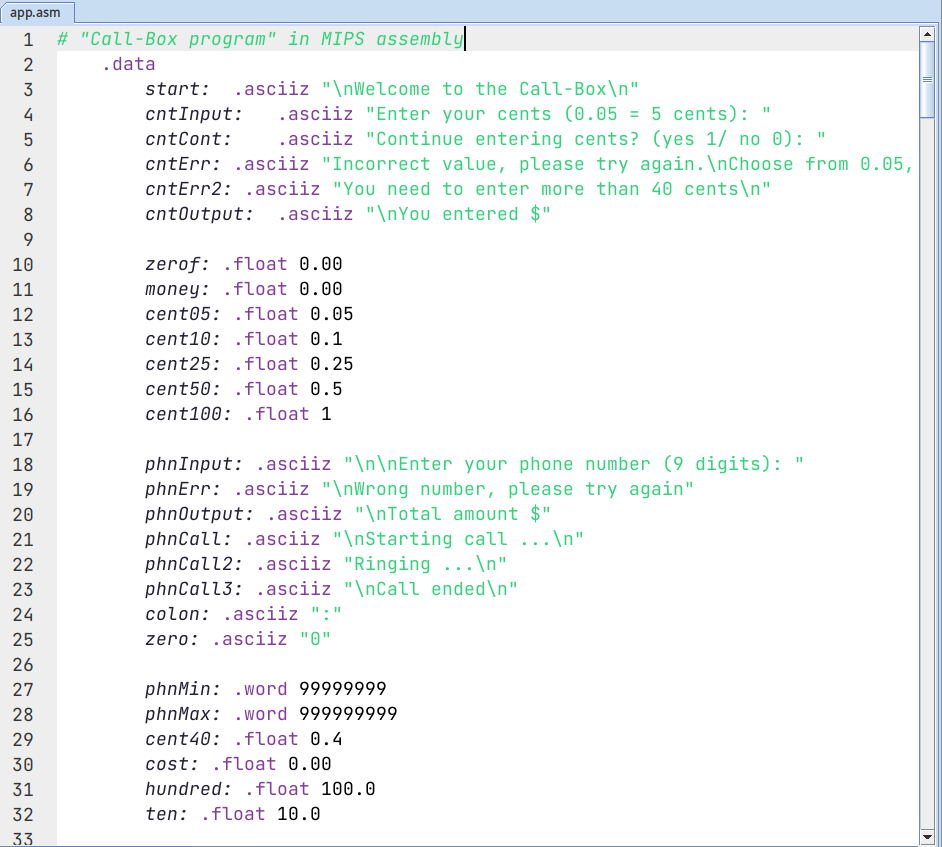 app.asm
1 # "Call-Box program" in MIPS assembly
2 .data
3 start: .asciiz "\nWelcome to the Call-Box\n"
4 cntInput: .asciiz "Enter your cents (0.05 = 5 cents): "
5 cntCont: .asciiz "Continue entering cents? (yes 1/ no 0): "
6 cntErr: .asciiz "Incorrect value, please try again.\nChoose from 0.05,
7 cntErr2: .asciiz "You need to enter more than 40 cents\n"
8 cntOutput: .asciiz "\nYou entered $"
9
10 zerof: .float 0.00
11 money: .float 0.00
12 cent05: .float 0.05
13 cent10: .float 0.1
14 cent25: .float 0.25
15 cent50: .float 0.5
16 cent100: .float 1
17
18 phnInput: .asciiz "\n\nEnter your phone number (9 digits): "
19 phnErr: .asciiz "\nWrong number, please try again"
20 phnOutput: .asciiz "\nTotal amount $"
21 phnCall: .asciiz "\nStarting call ...\n"
22 phnCall2: .asciiz "Ringing ...\n"
23 phnCall3: .asciiz "\nCall ended\n"
24 colon: .asciiz ":"
25 zero: .asciiz "0"
26
27 phnMin: .word 99999999
28 phnMax: .word 999999999
29 cent40: .float 0.4
30 cost: .float 0.00
31 hundred: .float 100.0
32 ten: .float 10.0
33